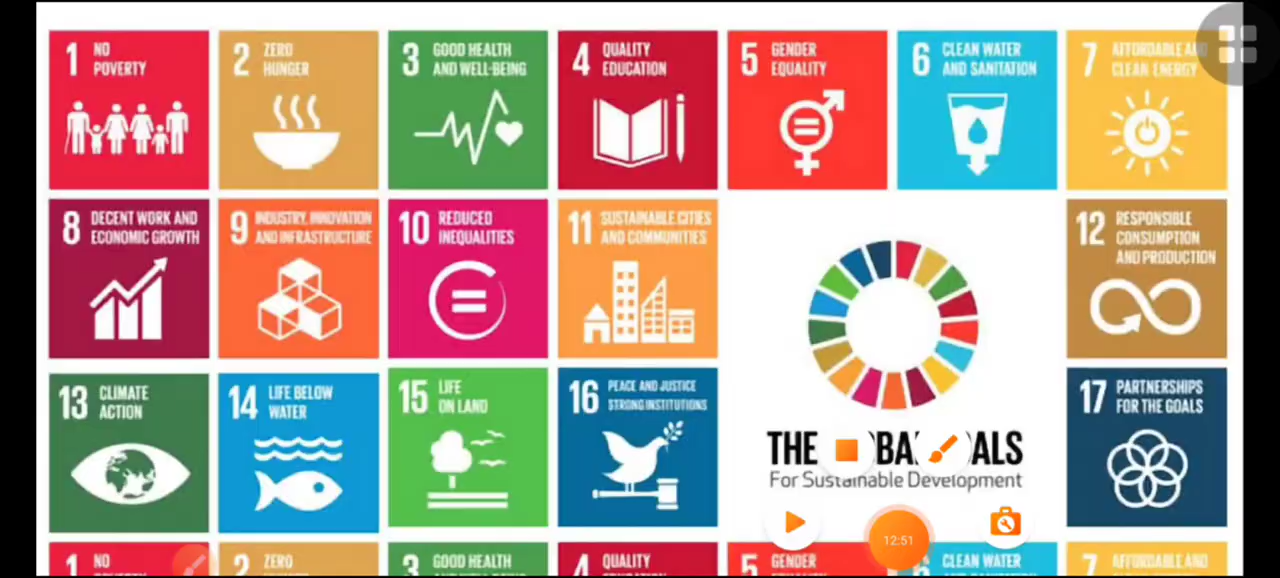 1 NO
POVERTY
2 ZERO
HUNGER
3 GOOD HEALTH
AND WELL-BEING
4 QUALITY
EDUCATION
5 GENDER
EQUALITY
6 CLEAN WATER
AND SANITATION
7 AFFORDABLE AND
CLEAN ENERGY
8 DECENT WORK AND
ECONOMIC GROWTH
9 INDUSTRY, INNOVATION
AND INFRASTRUCTURE
10 REDUCED
INEQUALITIES
11 SUSTAINABLE CITIES
AND COMMUNITIES
12 RESPONSIBLE
CONSUMPTION
AND PRODUCTION
13 CLIMATE
ACTION
14 LIFE BELOW
WATER
15 LIFE
ON LAND
16 PEACE AND JUSTICE
STRONG INSTITUTIONS
THE
For Sustainable Development
17 PARTNERSHIPS
FOR THE GOALS
12:51
1 NO
2 ZERO
3 GOOD HEALTH
4 QUALITY
5 GENDER
CLEAN WATER
7 AFFORDABLE AND